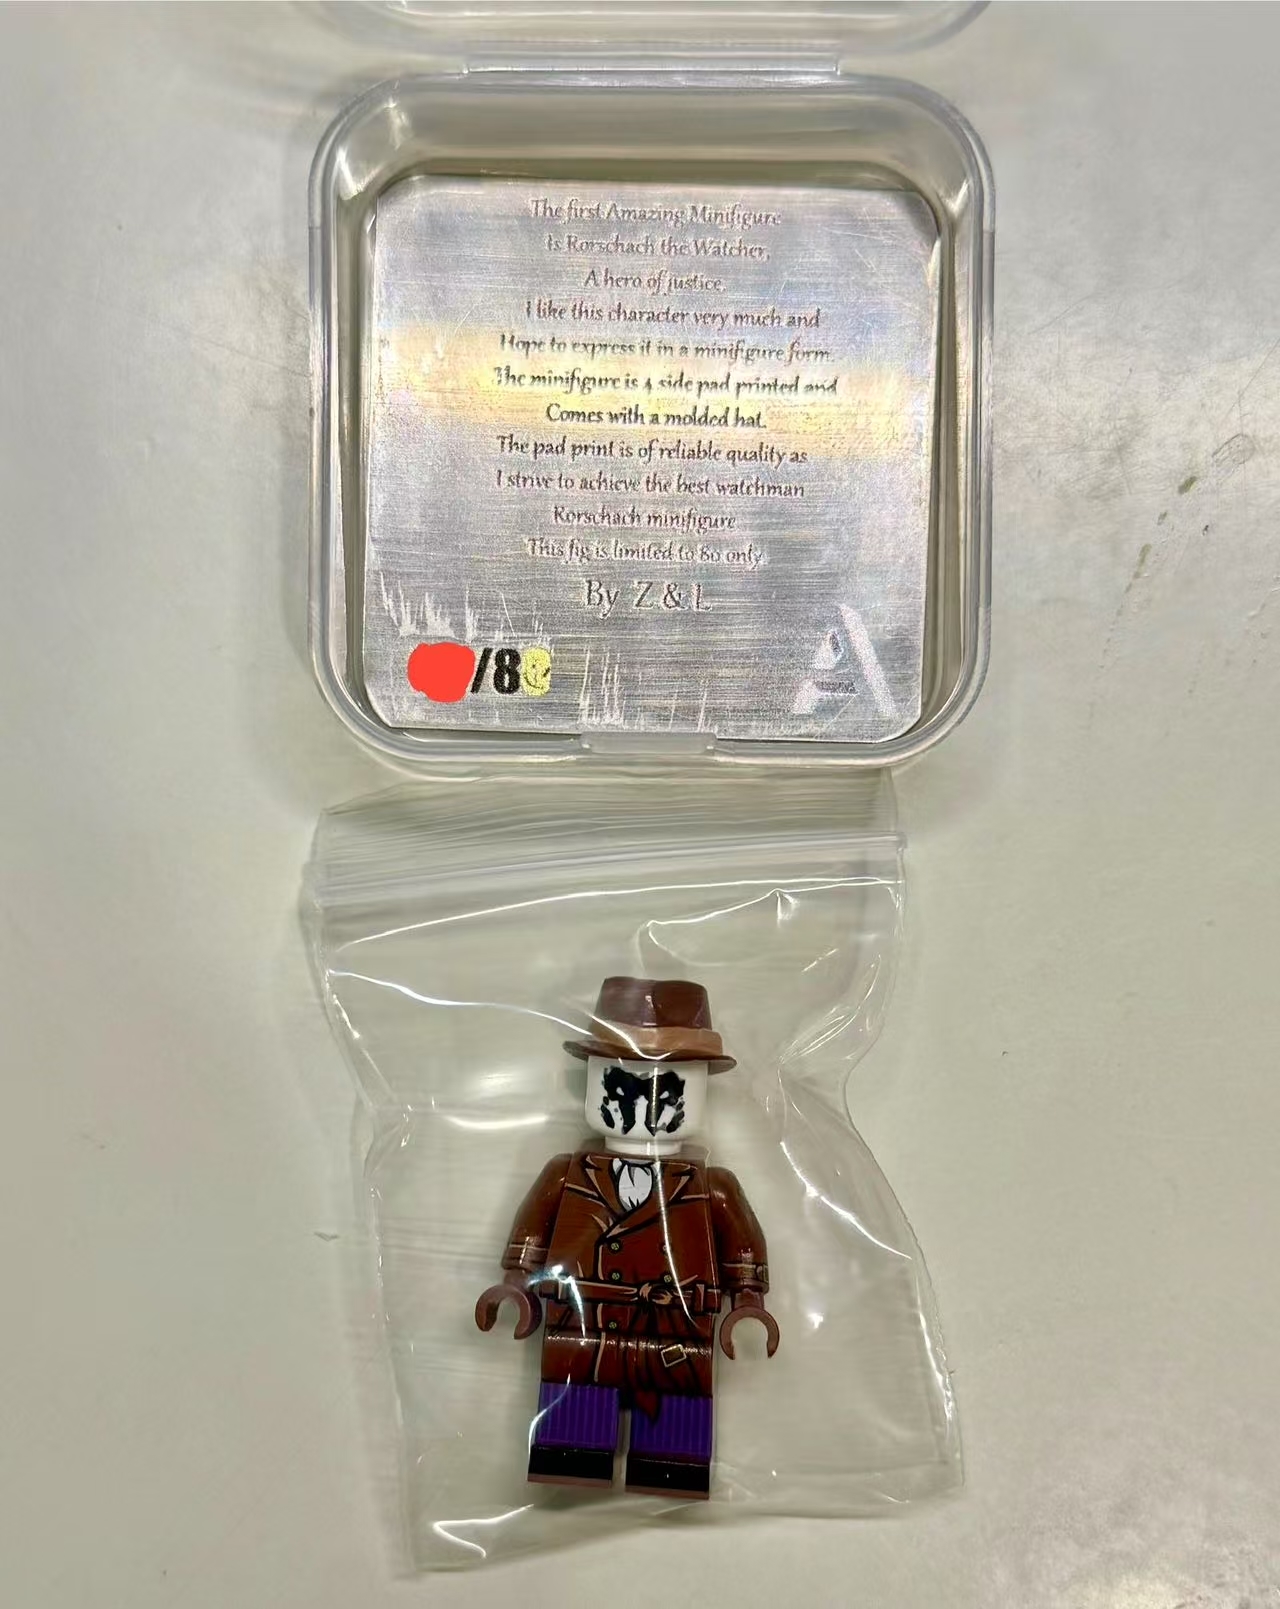 The first Amazing Minifigure
is Rorschach the Watcher,
A hero of justice.
I like this character very much and
Hope to express it in a minifigure form.
The minifigure is 4 side pad printed and
Comes with a molded hat.
The pad print is of reliable quality as
I strive to achieve the best watchman
Rorschach minifigure
This fig is limited to 80 only
By Z & L
/80
A